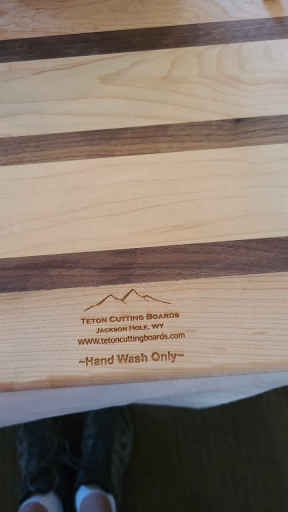 TETON CUTTING BOARDS
JACKSON HOLE, WY
www.tetoncuttingboards.com
~Hand Wash Only~